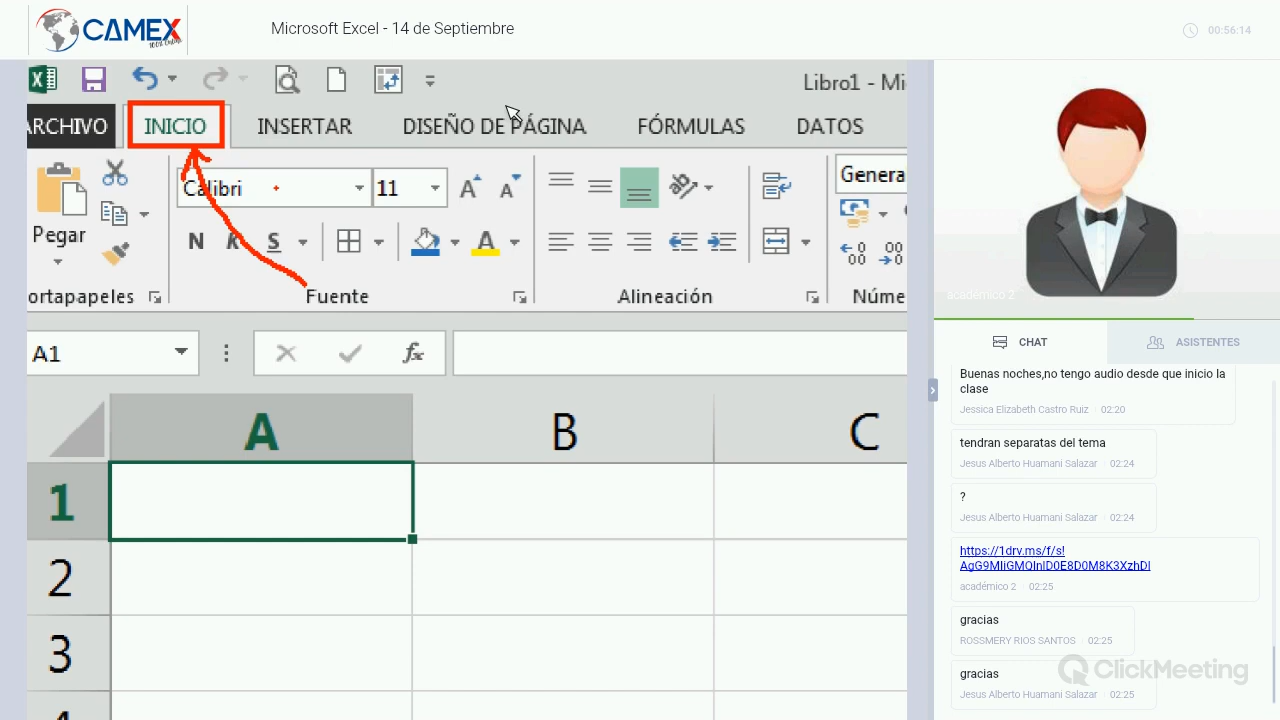 CAMEX
100% Online
Microsoft Excel - 14 de Septiembre
00:56:14
Libro1 - Mi
ARCHIVO
INICIO
INSERTAR
DISEÑO DE PÁGINA
FÓRMULAS
DATOS
Calibri
11
Genera
Pegar
N K S
A A
A
ortapapeles
Fuente
Alineación
Núme
A1
fx
A
B
C
1
2
3
4
académico 2
CHAT
ASISTENTES
Buenas noches,no tengo audio desde que inicio la
clase
Jessica Elizabeth Castro Ruiz · 02:20
tendran separatas del tema
Jesus Alberto Huamani Salazar · 02:24
?
Jesus Alberto Huamani Salazar · 02:24
https://1drv.ms/f/s!
académico 2 · 02:25
gracias
ROSSMERY RIOS SANTOS · 02:25
gracias
Jesus Alberto Huamani Salazar · 02:25
ClickMeeting